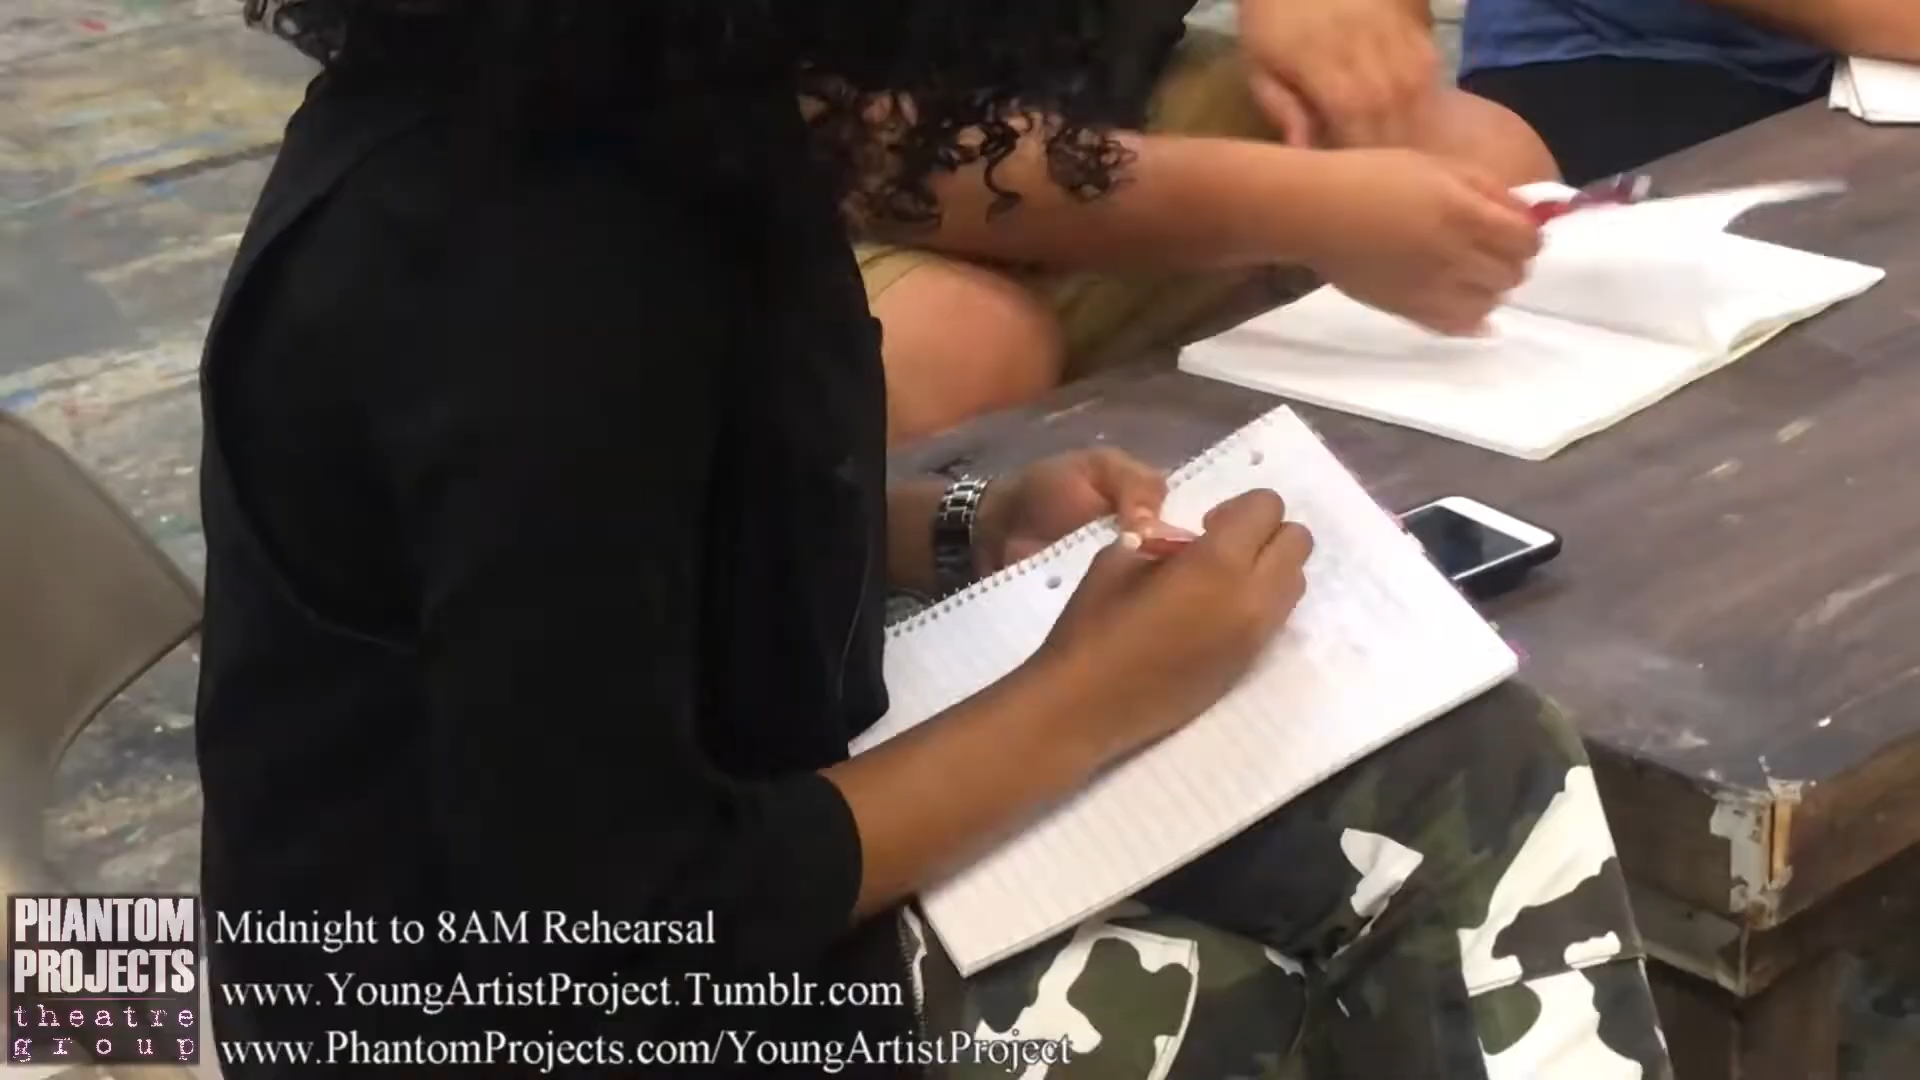 PHANTOM
PROJECTS
theatre
group
Midnight to 8AM Rehearsal
www.YoungArtistProject.Tumblr.com
www.PhantomProjects.com/YoungArtistProject